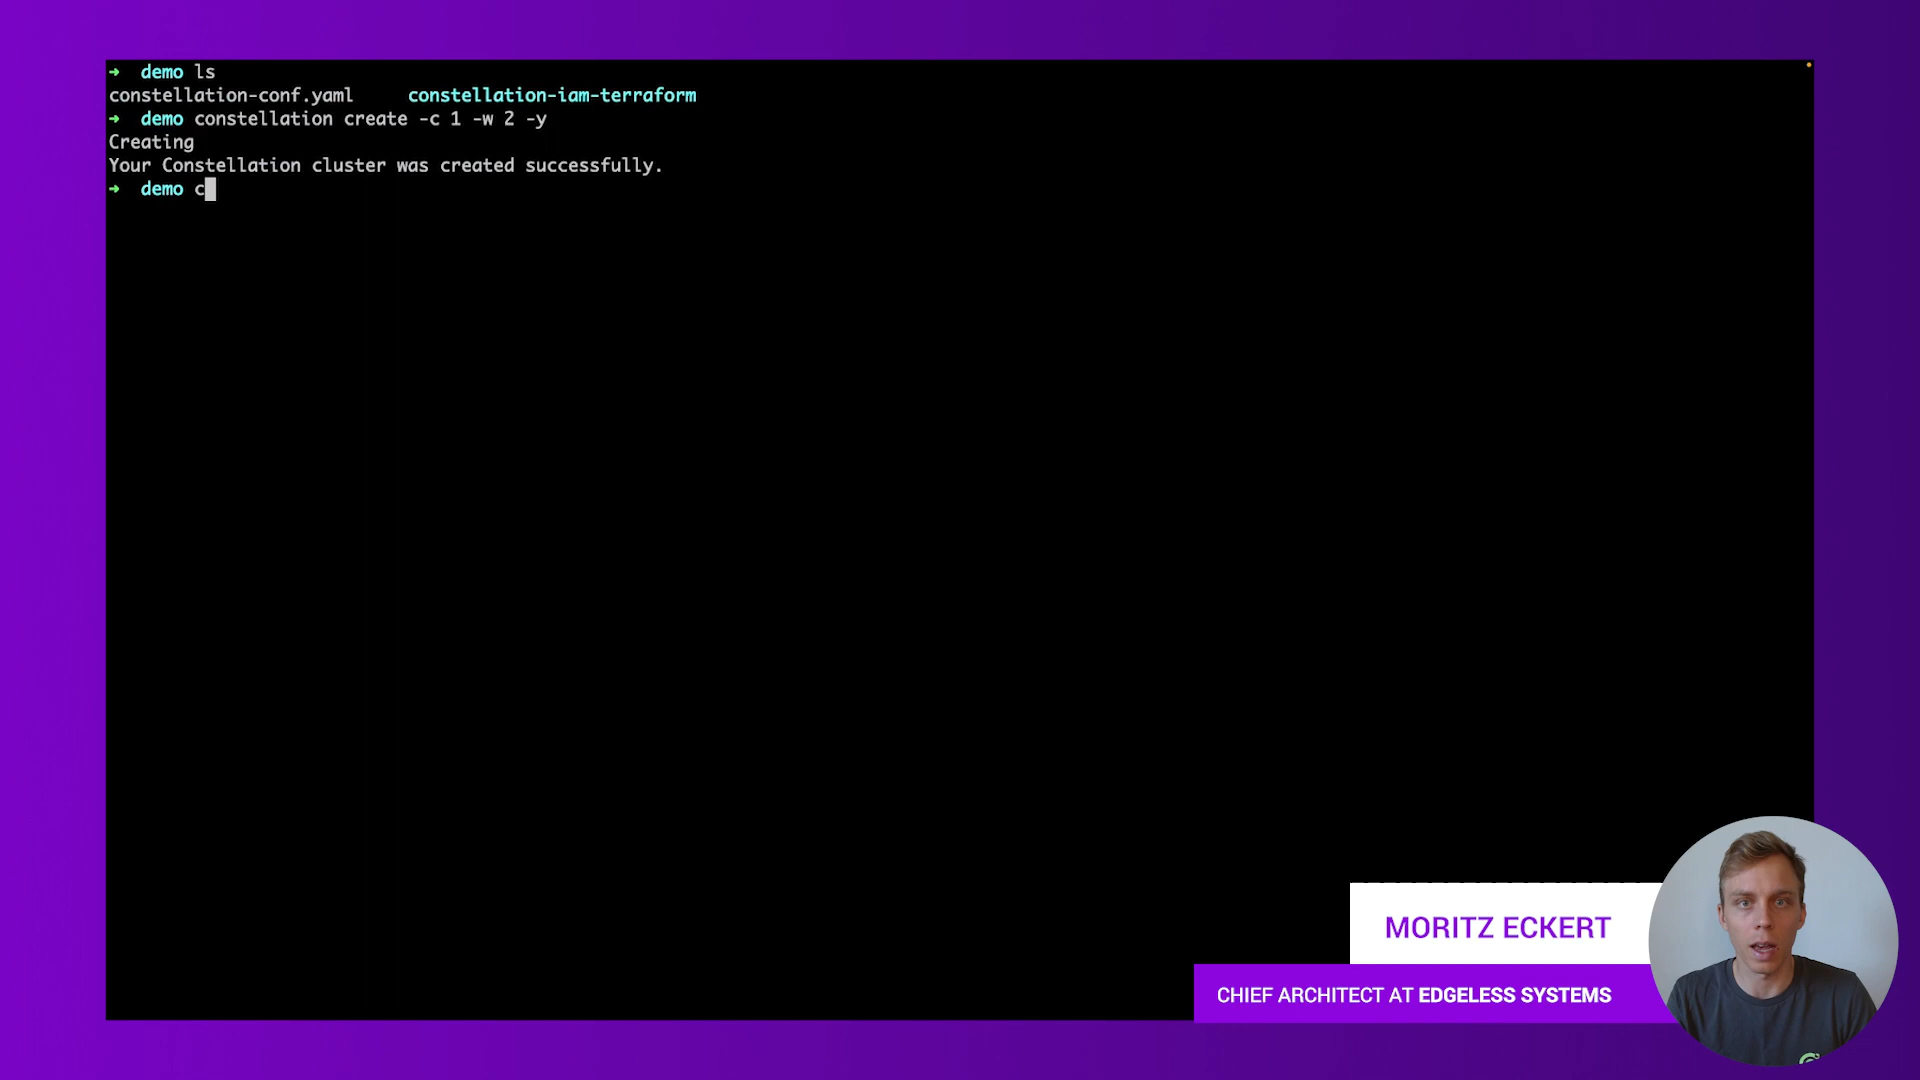 ➜ demo ls
constellation-conf.yaml constellation-iam-terraform
➜ demo constellation create -c 1 -w 2 -y
Creating
Your Constellation cluster was created successfully.
➜ demo c
MORITZ ECKERT
CHIEF ARCHITECT AT EDGELESS SYSTEMS